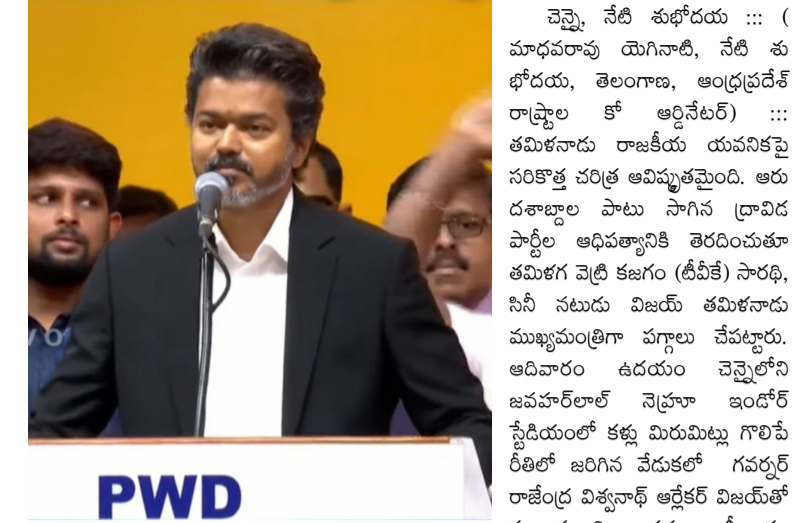 చెన్నై, నేటి శుభోదయ ::: (
మాధవరావు యెగినాటి, నేటి శు
భోదయ, తెలంగాణ, ఆంధ్రప్రదేశ్
రాష్ట్రాల కో ఆర్డినేటర్) :::
తమిళనాడు రాజకీయ యవనికపై
సరికొత్త చరిత్ర ఆవిష్కృతమైంది. ఆరు
దశాబ్దాల పాటు సాగిన ద్రావిడ
పార్టీల ఆధిపత్యానికి తెరదించుతూ
తమిళగ వెట్రి కజగం (టీవీకే) సారథి,
సినీ నటుడు విజయ్ తమిళనాడు
ముఖ్యమంత్రిగా పగ్గాలు చేపట్టారు.
ఆదివారం ఉదయం చెన్నైలోని
జవహర్‌లాల్ నెహ్రూ ఇండోర్
స్టేడియంలో కళ్లు మిరుమిట్లు గొలిపే
రీతిలో జరిగిన వేడుకలో గవర్నర్
రాజేంద్ర విశ్వనాథ్ ఆర్లేకర్ విజయ్‌తో
PWD